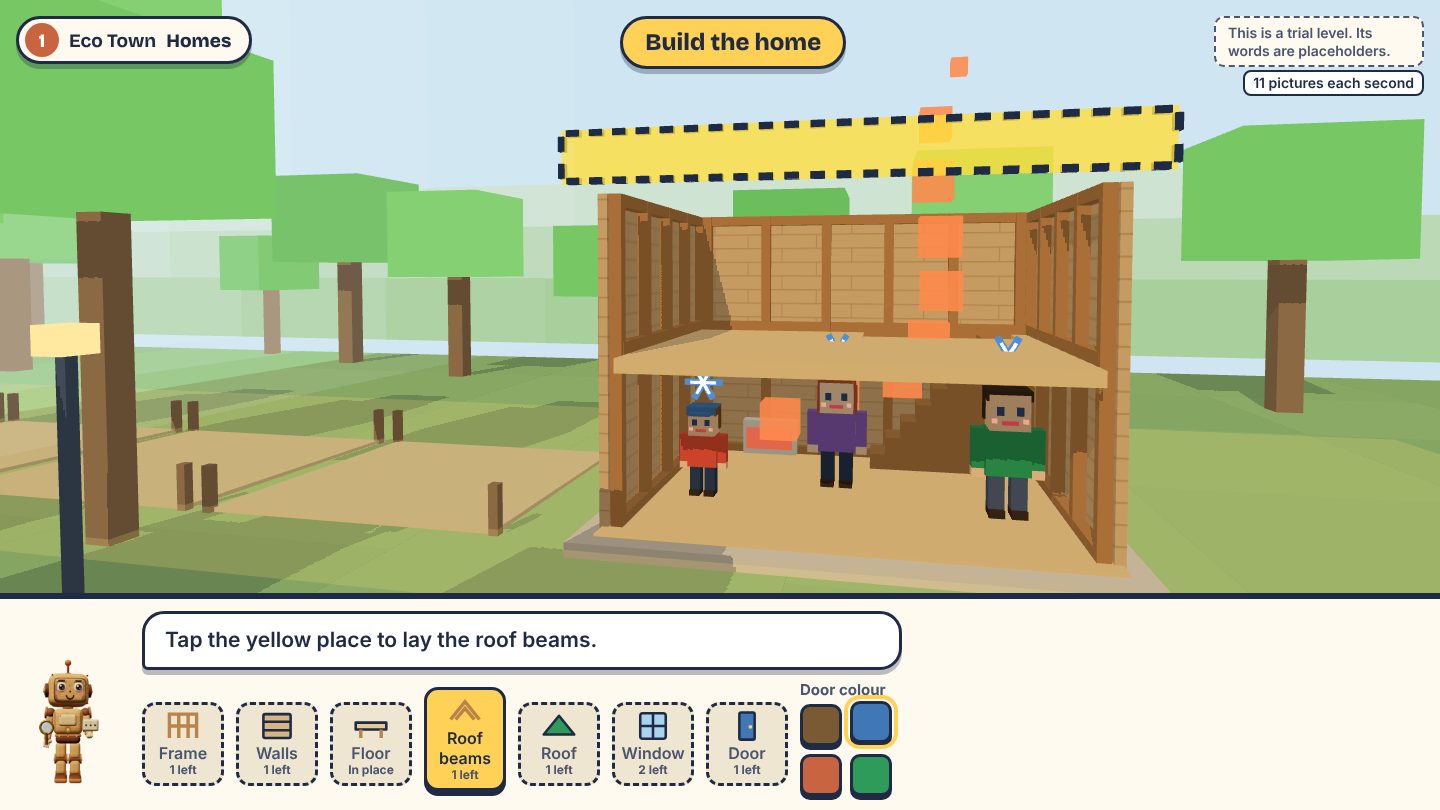 1 Eco Town Homes
Build the home
This is a trial level. Its
words are placeholders.
11 pictures each second
Tap the yellow place to lay the roof beams.
Door colour
Frame
1 left
Walls
1 left
Floor
In place
Roof
beams
1 left
Roof
1 left
Window
2 left
Door
1 left